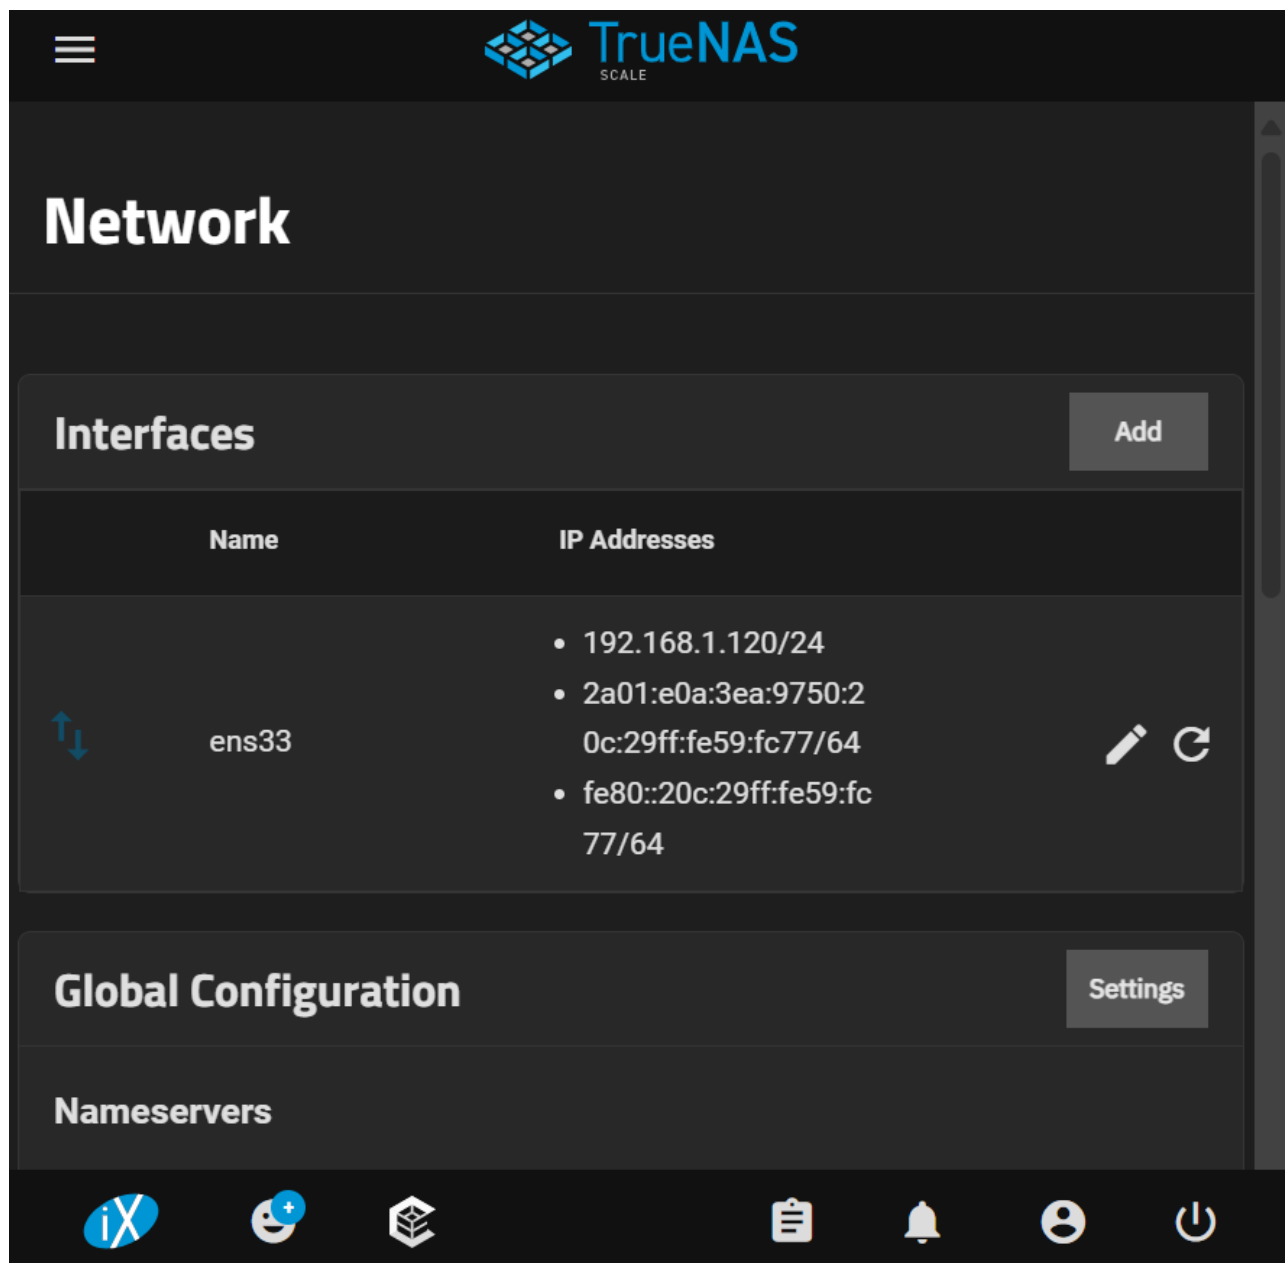 TrueNAS
SCALE
Network
Interfaces
Add
Name IP Addresses
192.168.1.120/24
2a01:e0a:3ea:9750:2
0c:29ff:fe59:fc77/64
ens33
fe80::20c:29ff:fe59:fc
77/64
Global Configuration
Settings
Nameservers
iX